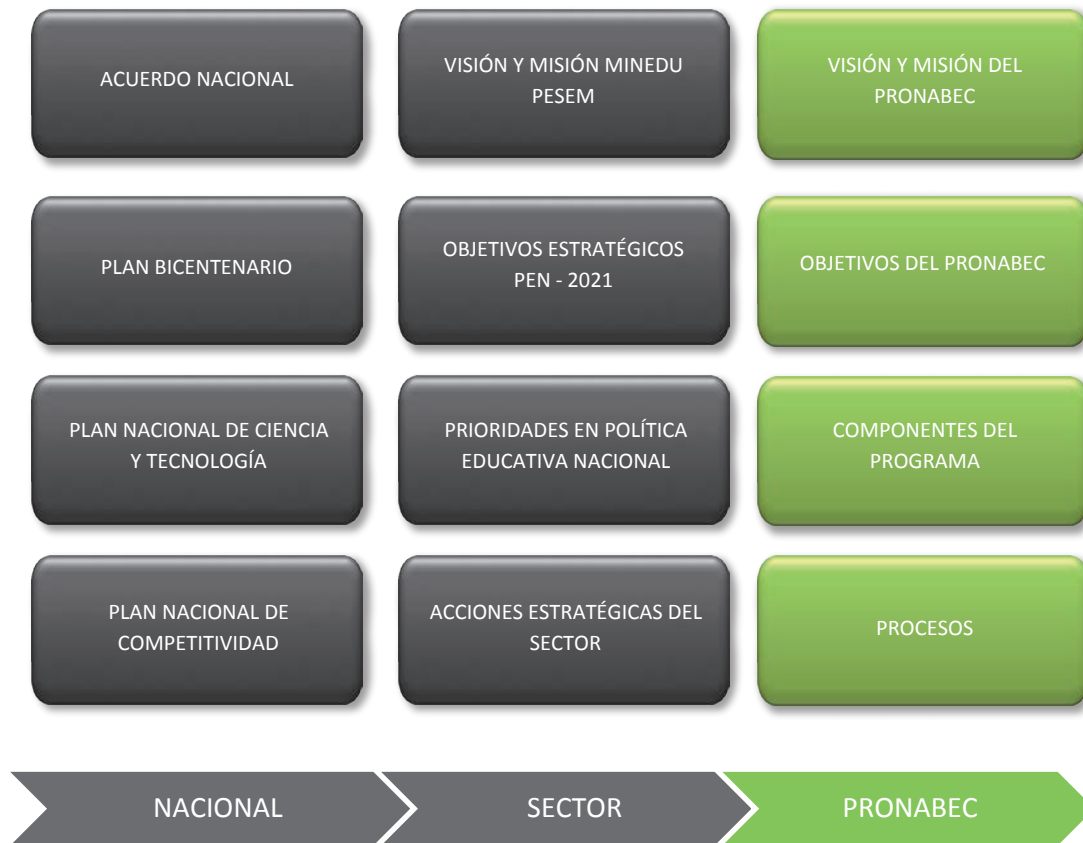 ACUERDO NACIONAL
VISIÓN Y MISIÓN MINEDU
PESEM
VISIÓN Y MISIÓN DEL
PRONABEC
PLAN BICENTENARIO
OBJETIVOS ESTRATÉGICOS
PEN - 2021
OBJETIVOS DEL PRONABEC
PLAN NACIONAL DE CIENCIA
Y TECNOLOGÍA
PRIORIDADES EN POLÍTICA
EDUCATIVA NACIONAL
COMPONENTES DEL
PROGRAMA
PLAN NACIONAL DE
COMPETITIVIDAD
ACCIONES ESTRATÉGICAS DEL
SECTOR
PROCESOS
NACIONAL
SECTOR
PRONABEC